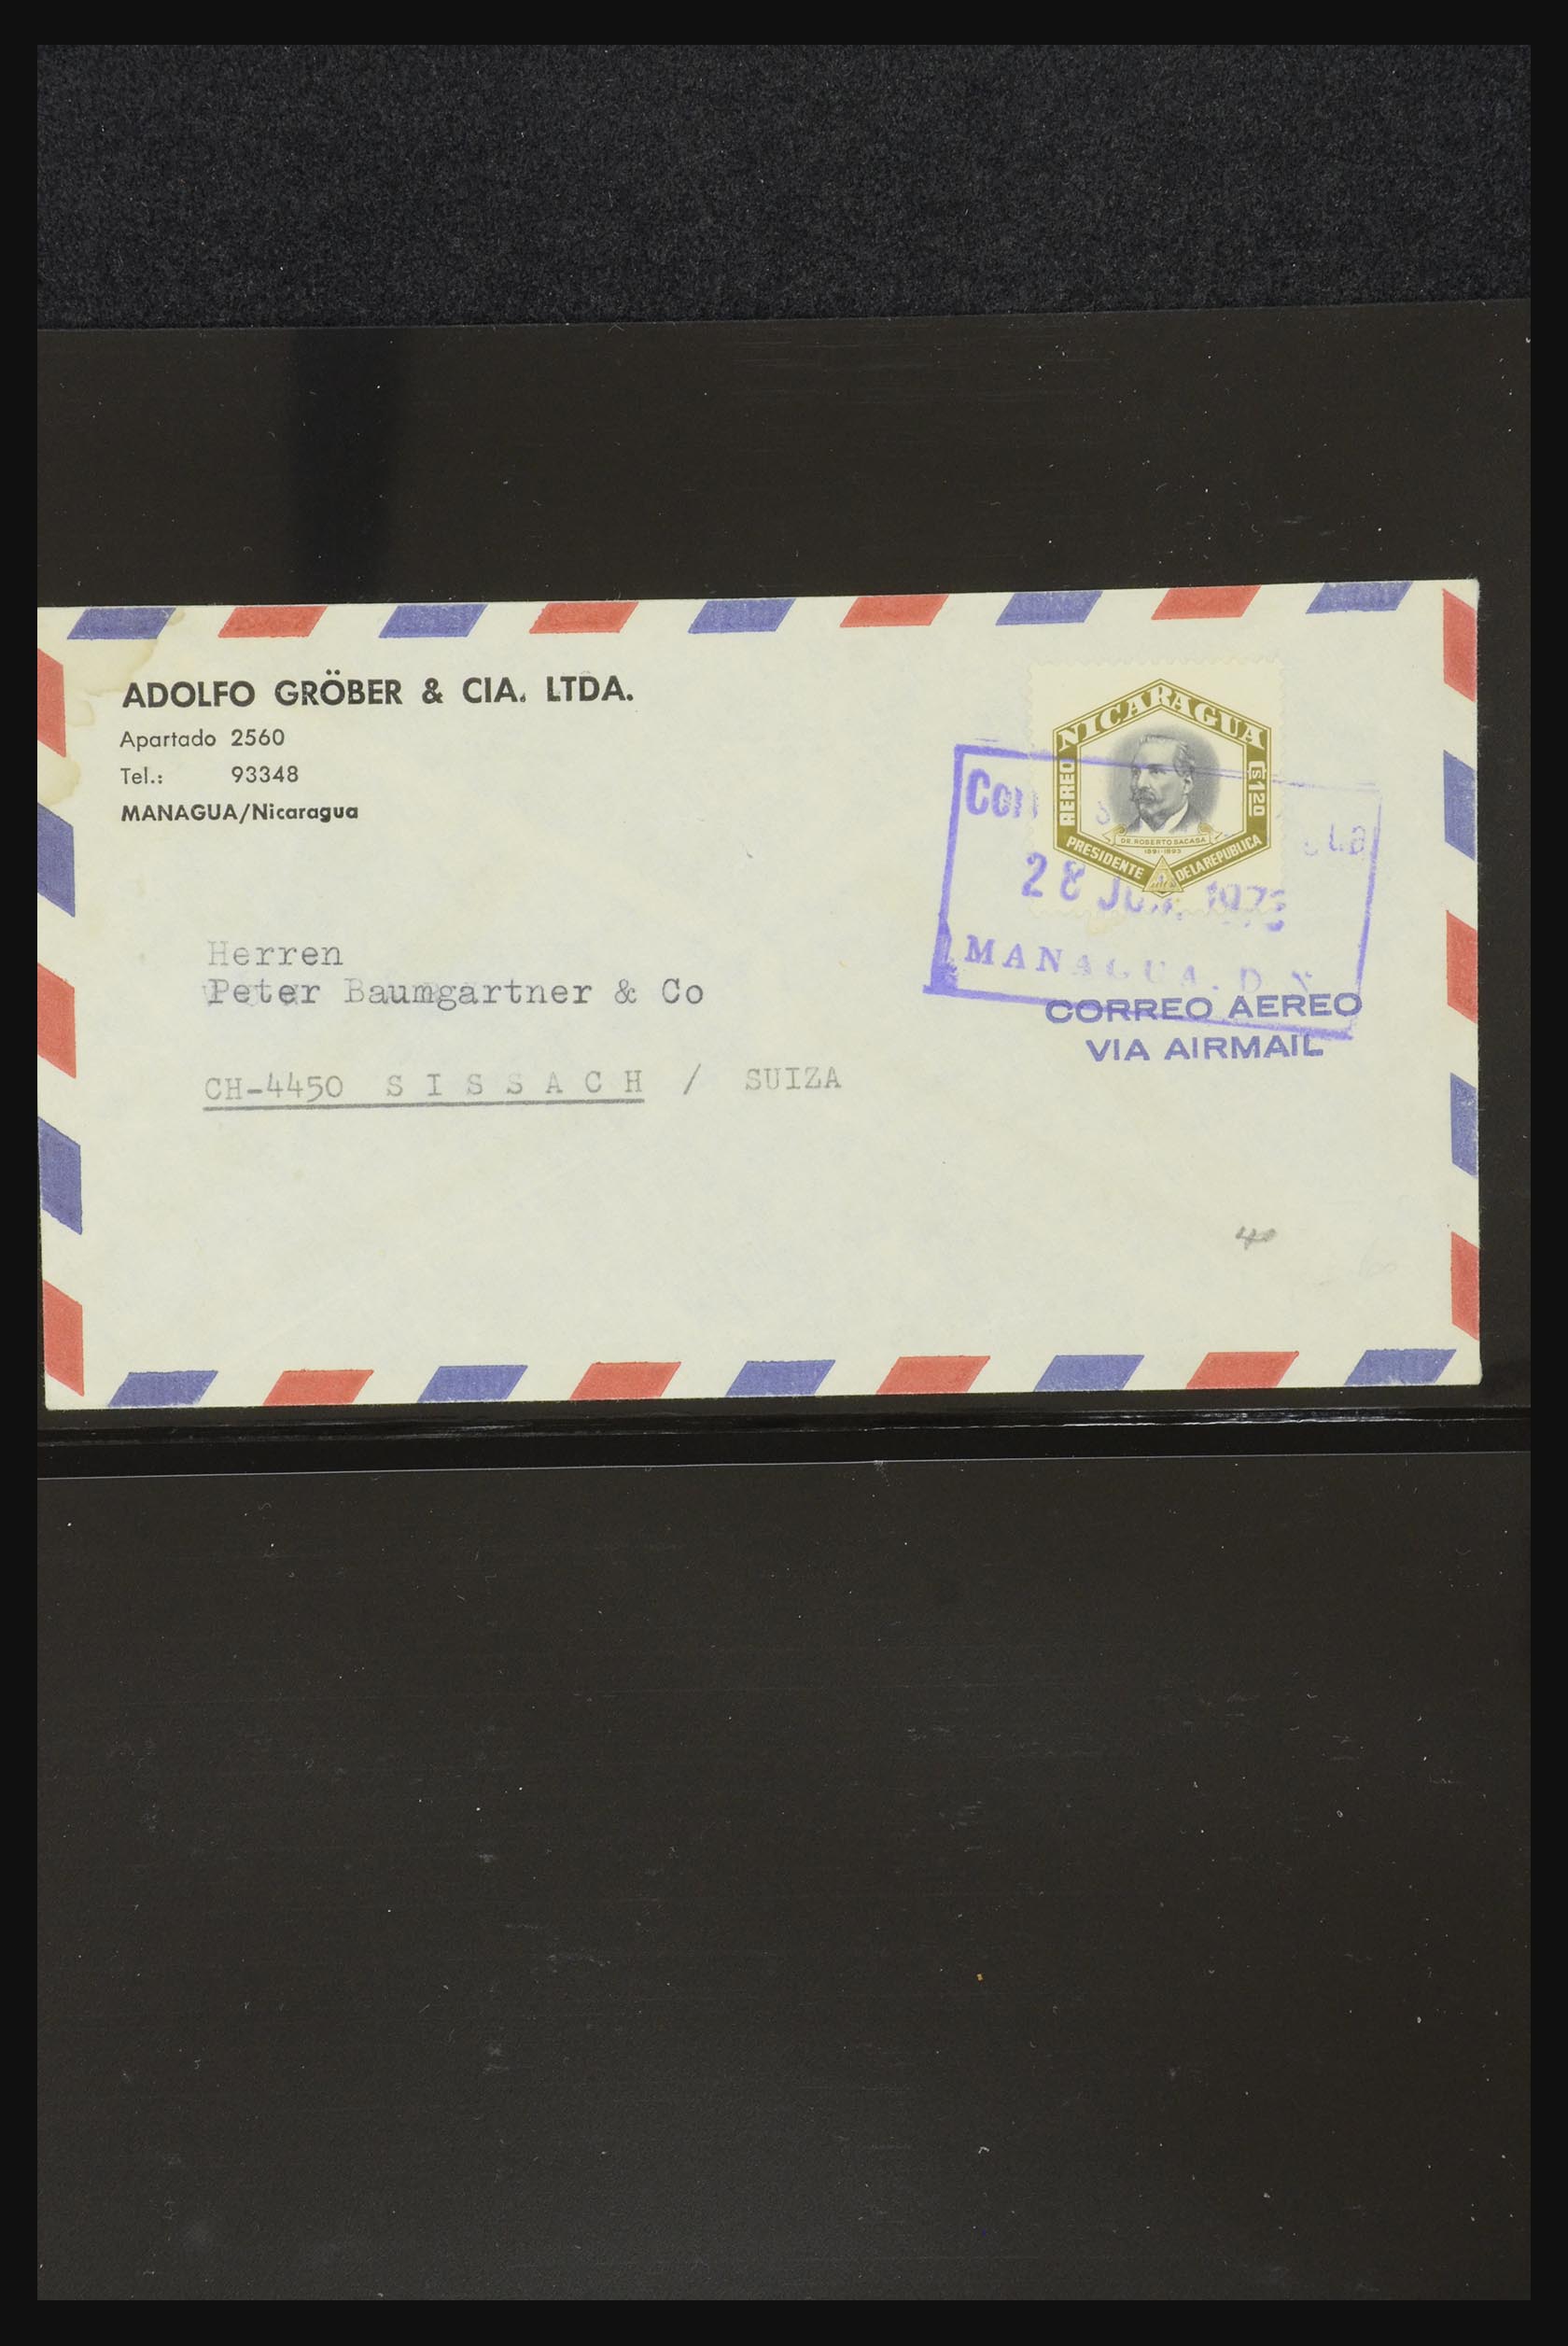 ADOLFO GRÖBER & CIA. LTDA.
Apartado 2560
Tel.: 93348
MANAGUA/Nicaragua
NICARAGUA
AEREO
C$1.20
DR. ROBERTO SACASA
1891-1893
PRESIDENTE DE LA REPUBLICA
28
MANAGUA. D. N.
CORREO AEREO
VIA AIRMAIL
Herren
Peter Baumgartner & Co
CH-4450 S I S S A C H / SUIZA
40